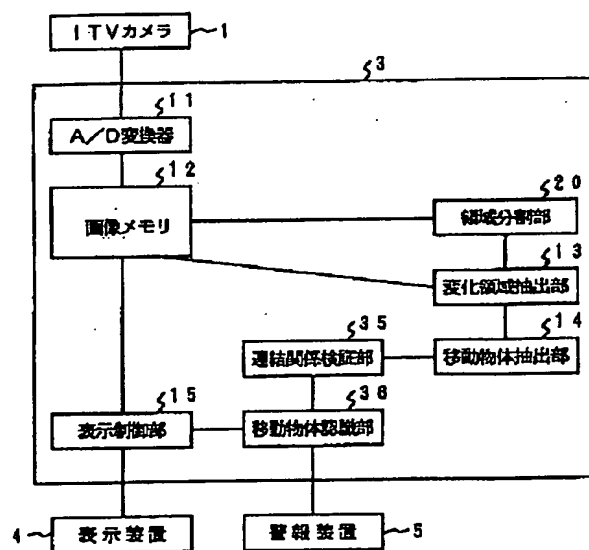 ITVカメラ 1
3
11
A/D変換器
12
画像メモリ
20
領域分割部
13
変化領域抽出部
14
移動物体抽出部
35
連結関係検証部
36
移動物体認識部
15
表示制御部
4 表示装置
警報装置 5